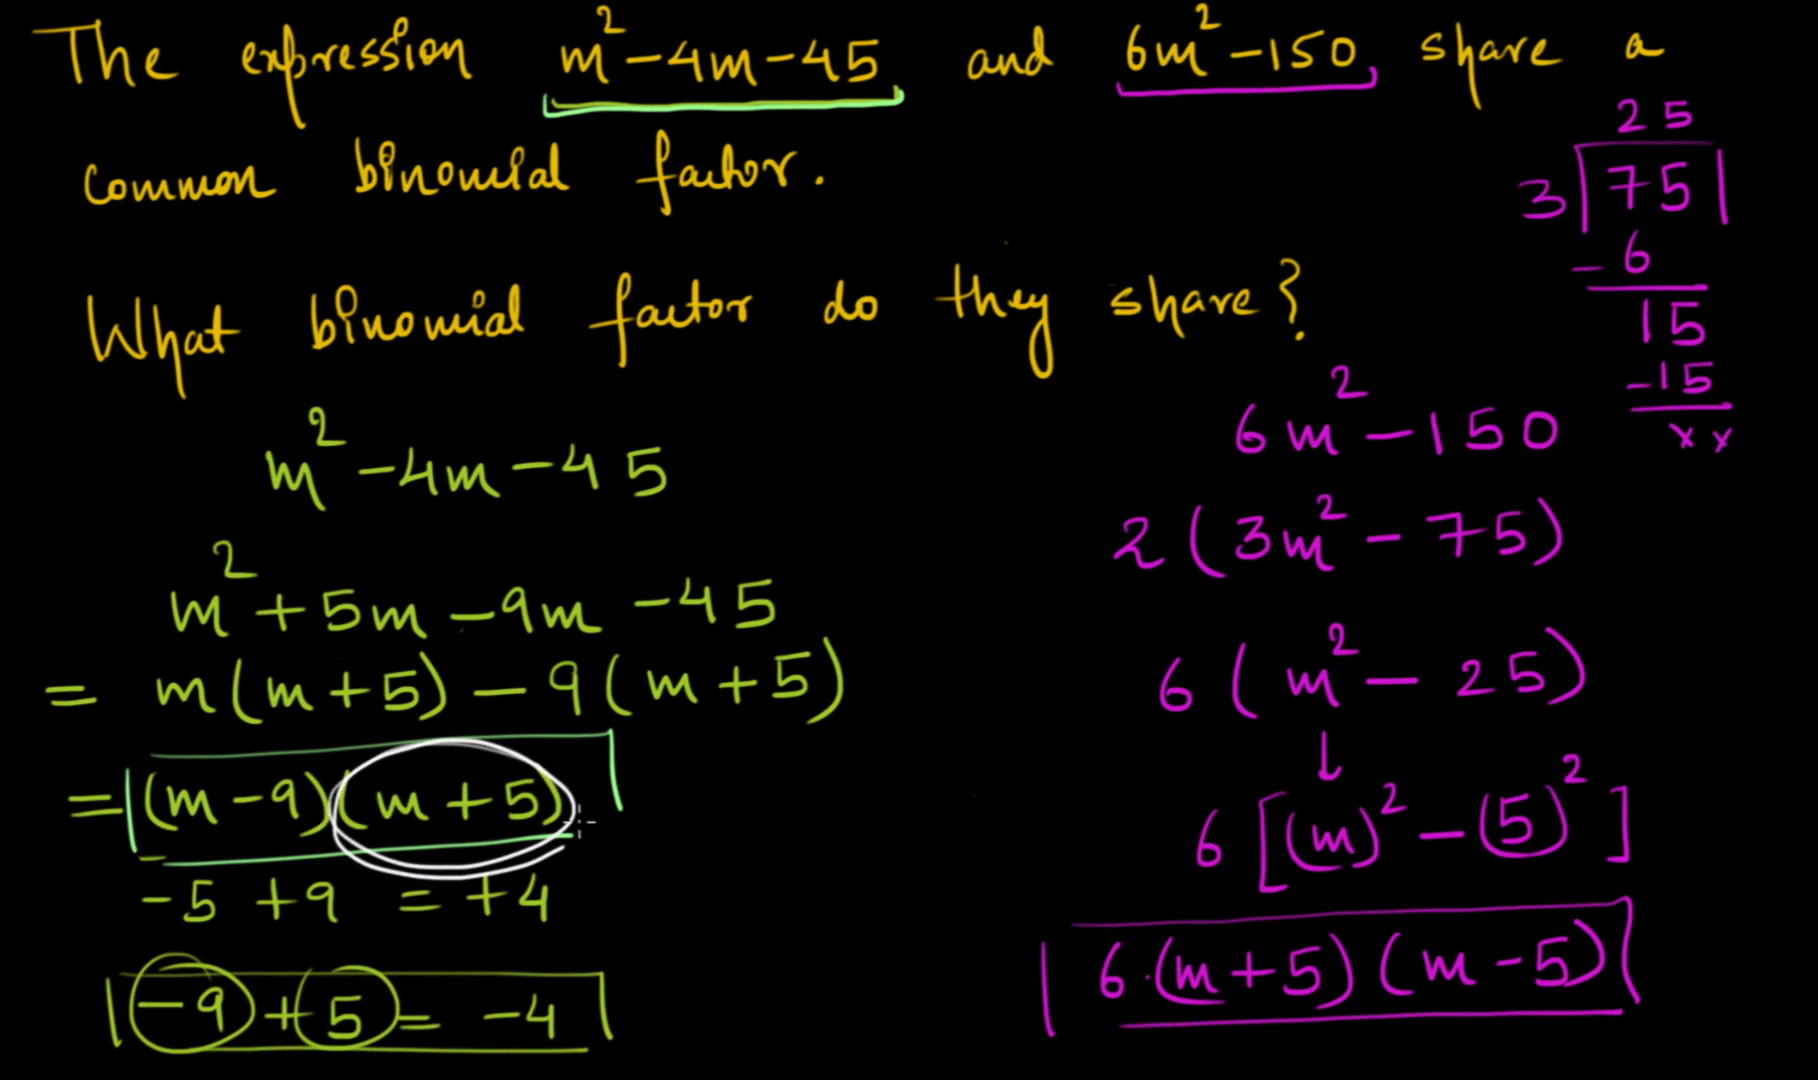 The expression m² - 4m - 45 and 6m² - 150 share a
common binomial factor.
What binomial factor do they share?
m² - 4m - 45
m² + 5m - 9m - 45
= m(m+5) - 9(m+5)
= (m-9)(m+5)
-5 +9 = +4
-9 + 5 = -4
25
3 75
- 6
15
-15
x x
6m² - 150
2(3m² - 75)
6(m² - 25)
↓
6[(m)² - (5)²]
6·(m+5)(m-5)